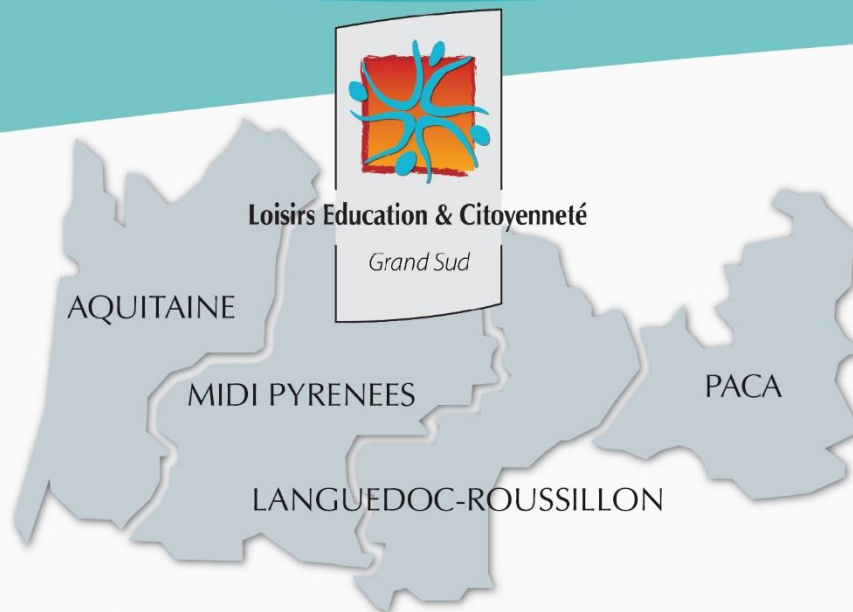 Loisirs Education & Citoyenneté
Grand Sud
AQUITAINE
MIDI PYRENEES
PACA
LANGUEDOC-ROUSSILLON